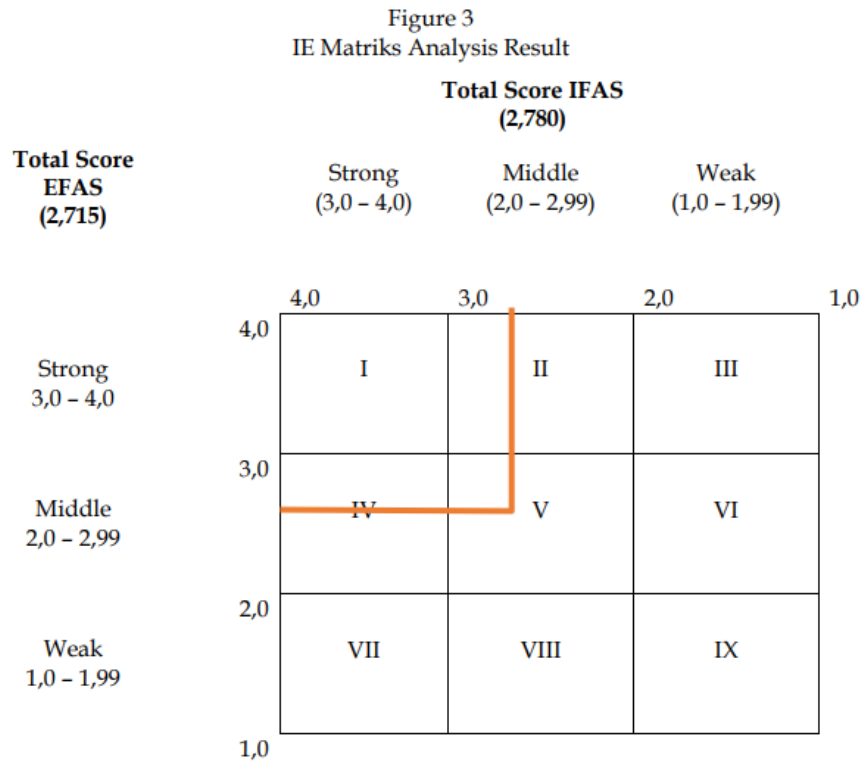 Figure 3
IE Matriks Analysis Result
Total Score IFAS
(2,780)
Total Score
EFAS
(2,715)
Strong
(3,0 – 4,0)
Middle
(2,0 – 2,99)
Weak
(1,0 – 1,99)
4,0 3,0 2,0 1,0
4,0
Strong
3,0 – 4,0
I II III
3,0
Middle
2,0 – 2,99
IV V VI
2,0
Weak
1,0 – 1,99
VII VIII IX
1,0